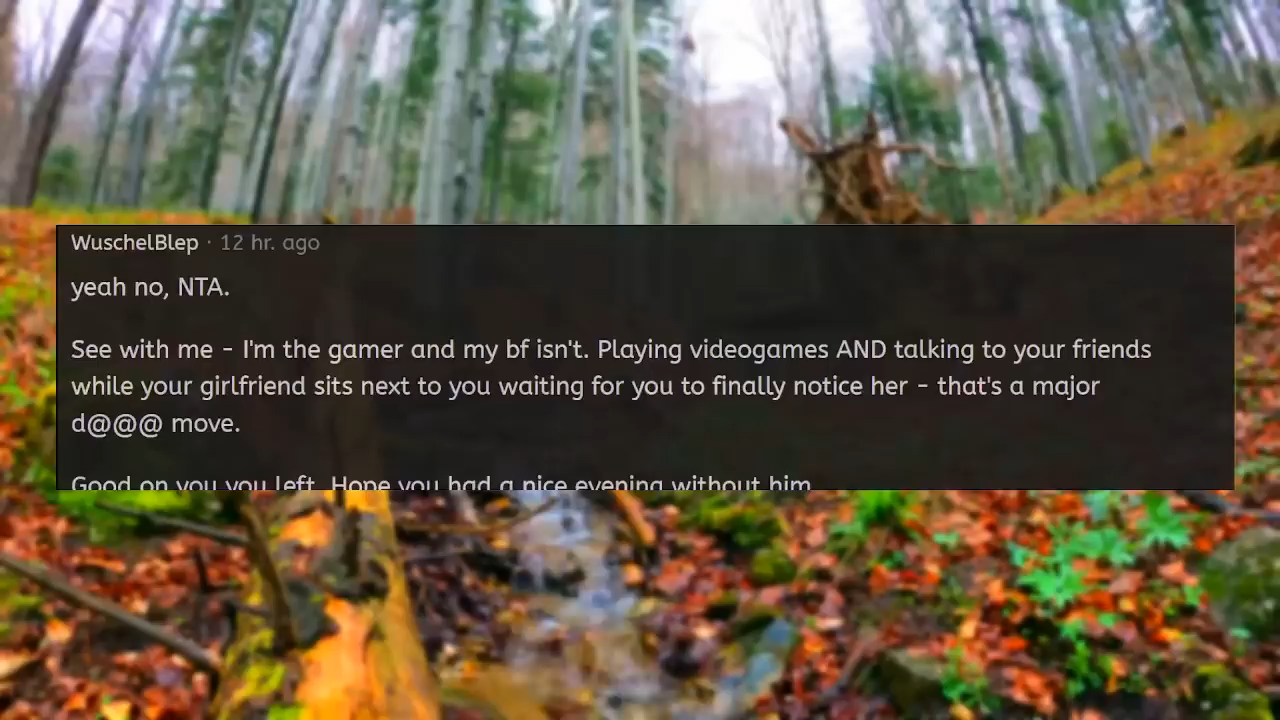 WuschelBlep · 12 hr. ago
yeah no, NTA.
See with me - I'm the gamer and my bf isn't. Playing videogames AND talking to your friends
while your girlfriend sits next to you waiting for you to finally notice her - that's a major
d@@@ move.
Good on you you left. Hope you had a nice evening without him